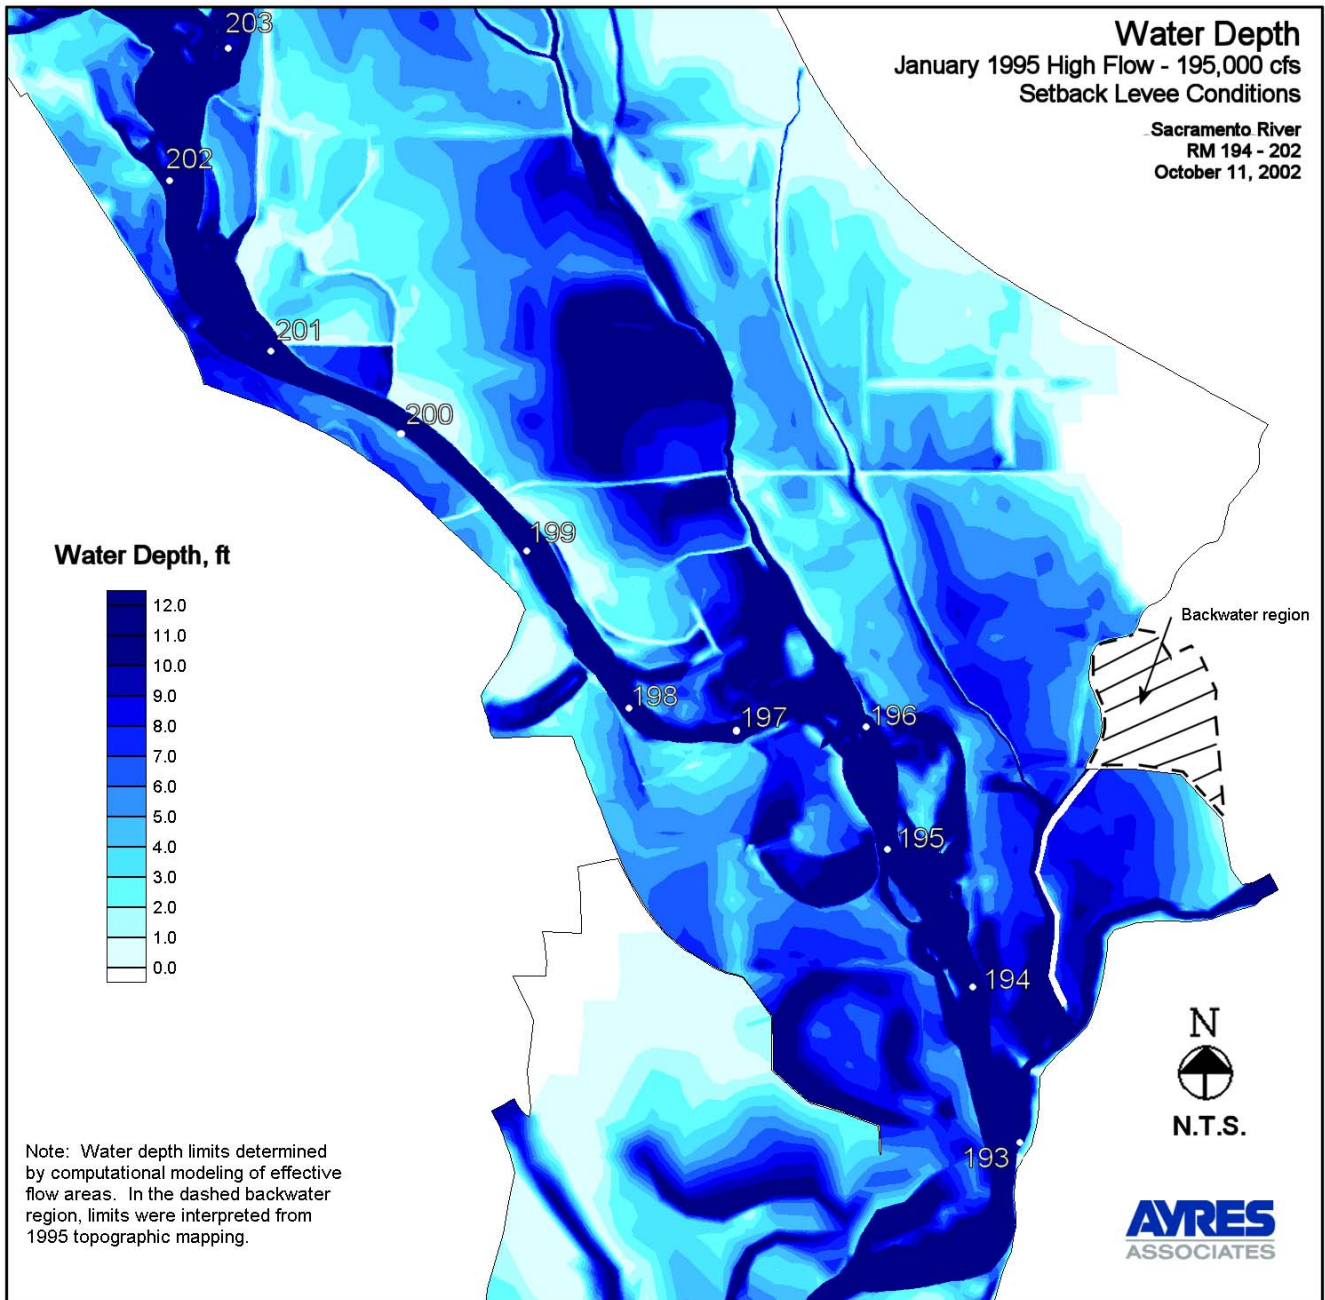 Water Depth
January 1995 High Flow - 195,000 cfs
Setback Levee Conditions
Sacramento River
RM 194 - 202
October 11, 2002
203
202
201
200
199
198
197
196
195
194
193
Backwater region
Water Depth, ft
12.0
11.0
10.0
9.0
8.0
7.0
6.0
5.0
4.0
3.0
2.0
1.0
0.0
N
N.T.S.
Note: Water depth limits determined
by computational modeling of effective
flow areas. In the dashed backwater
region, limits were interpreted from
1995 topographic mapping.
AYRES
ASSOCIATES